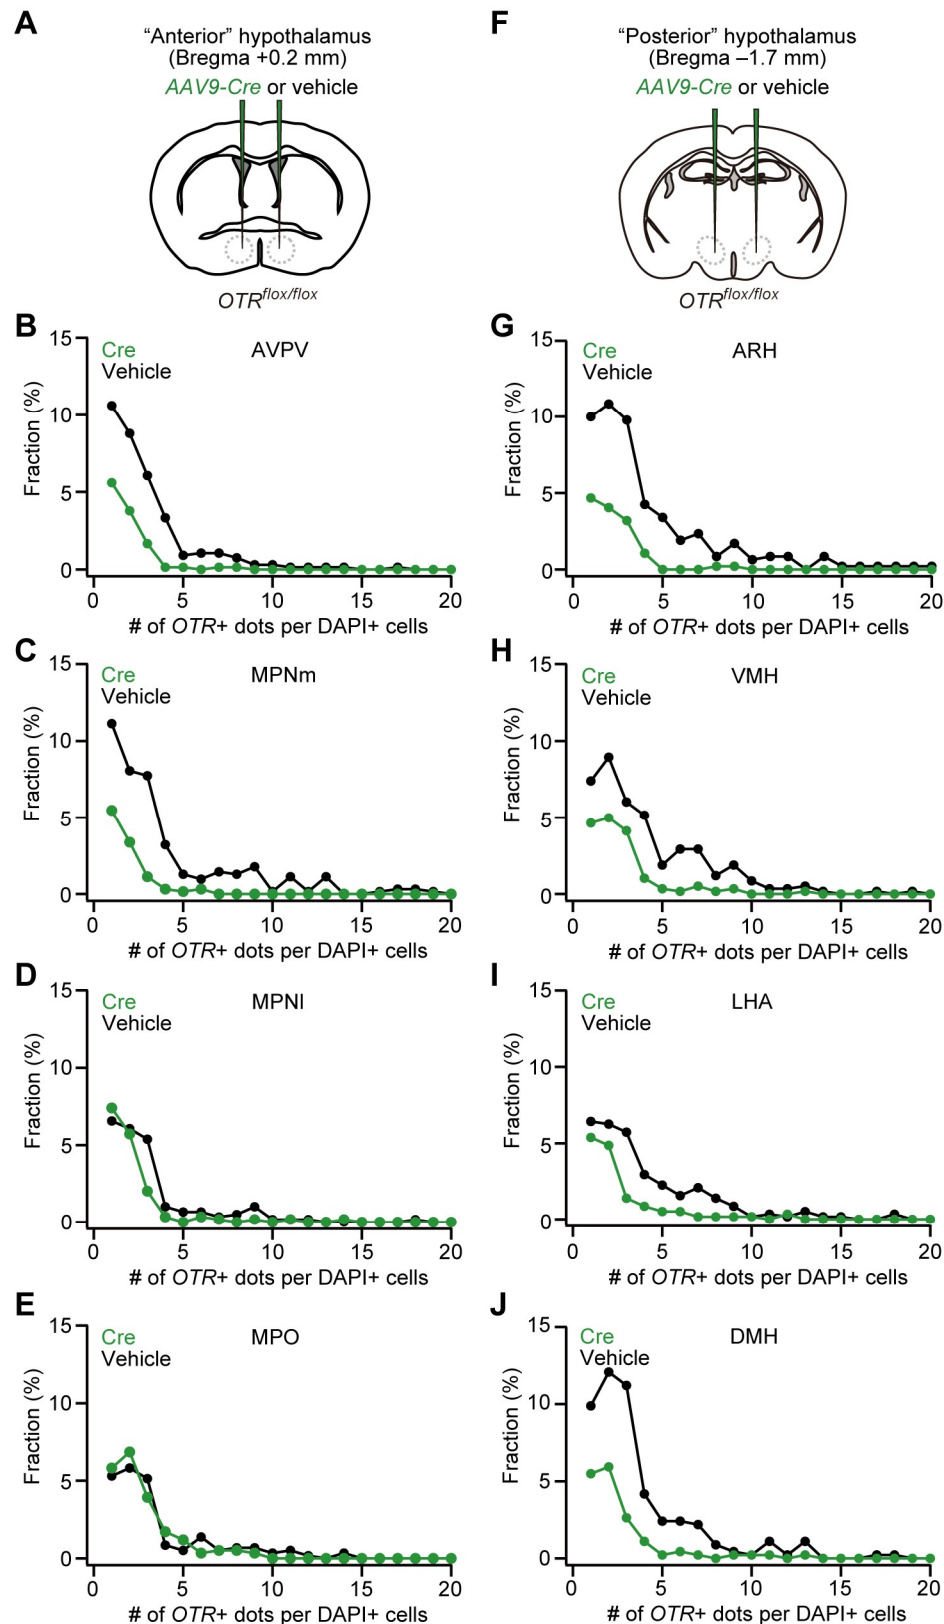 A
"Anterior" hypothalamus
(Bregma +0.2 mm)
AAV9-Cre or vehicle
OTRflox/flox
F
"Posterior" hypothalamus
(Bregma –1.7 mm)
AAV9-Cre or vehicle
OTRflox/flox
B
AVPV
Cre
Vehicle
Fraction (%)
15
10
5
0
0 5 10 15 20
# of OTR+ dots per DAPI+ cells
G
ARH
Cre
Vehicle
Fraction (%)
15
10
5
0
0 5 10 15 20
# of OTR+ dots per DAPI+ cells
C
MPNm
Cre
Vehicle
Fraction (%)
15
10
5
0
0 5 10 15 20
# of OTR+ dots per DAPI+ cells
H
VMH
Cre
Vehicle
Fraction (%)
15
10
5
0
0 5 10 15 20
# of OTR+ dots per DAPI+ cells
D
MPNl
Cre
Vehicle
Fraction (%)
15
10
5
0
0 5 10 15 20
# of OTR+ dots per DAPI+ cells
I
LHA
Cre
Vehicle
Fraction (%)
15
10
5
0
0 5 10 15 20
# of OTR+ dots per DAPI+ cells
E
MPO
Cre
Vehicle
Fraction (%)
15
10
5
0
0 5 10 15 20
# of OTR+ dots per DAPI+ cells
J
DMH
Cre
Vehicle
Fraction (%)
15
10
5
0
0 5 10 15 20
# of OTR+ dots per DAPI+ cells